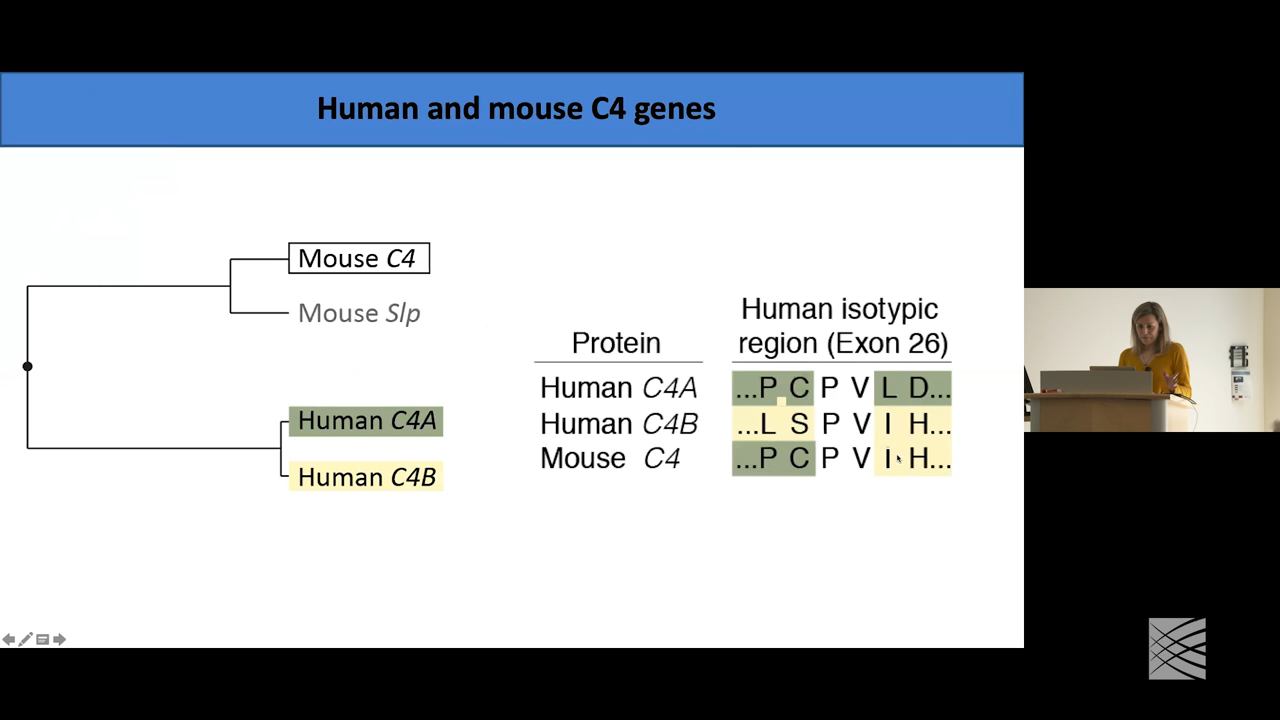 Human and mouse C4 genes
Mouse C4
Mouse Slp
Human C4A
Human C4B
Protein
Human isotypic
region (Exon 26)
Human C4A ...P C P V L D...
Human C4B ...L S P V I H...
Mouse C4 ...P C P V I H...